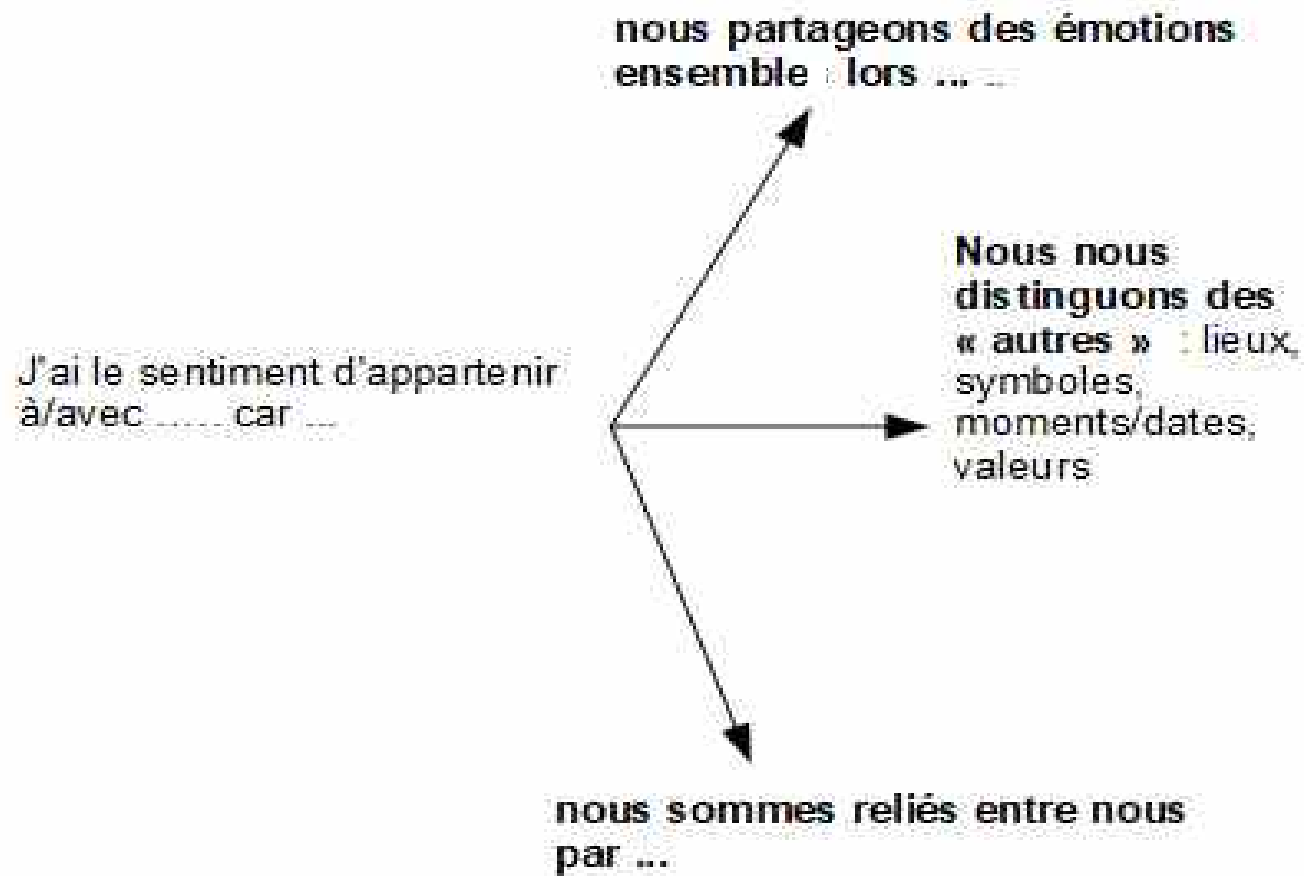 nous partageons des émotions
ensemble : lors ... ...
Nous nous
distinguons des
« autres » : lieux,
symboles,
moments/dates,
valeurs
J'ai le sentiment d'appartenir
à/avec ..... car ...
nous sommes reliés entre nous
par ...